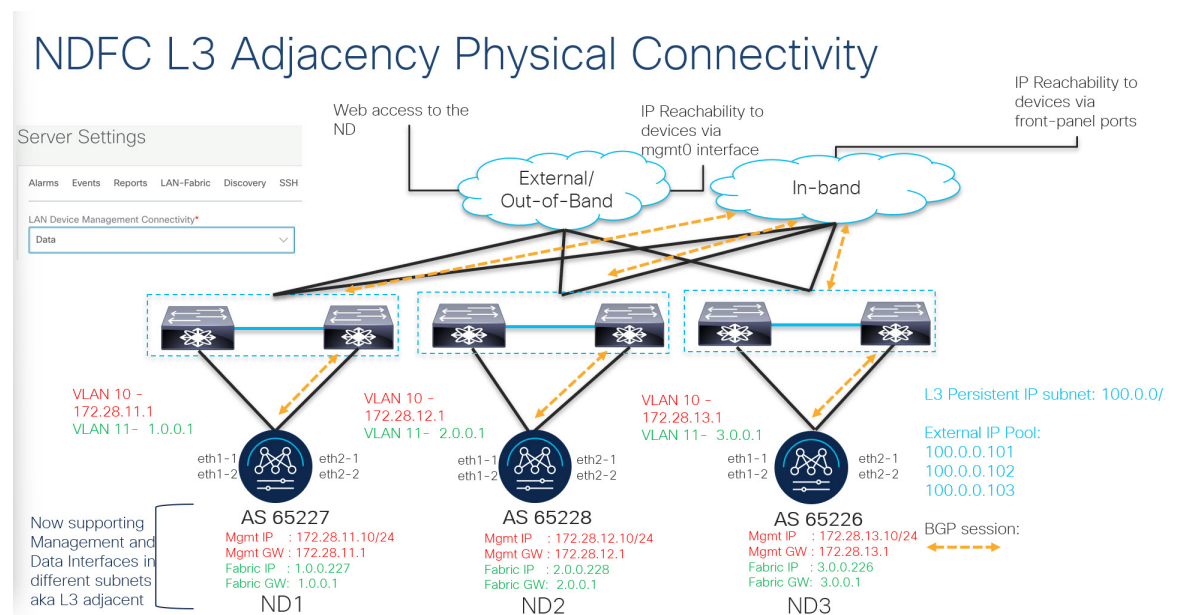 NDFC L3 Adjacency Physical Connectivity
IP Reachability to
devices via
front-panel ports
Web access to the
ND
IP Reachability to
devices via
mgmt0 interface
Server Settings
Alarms Events Reports LAN-Fabric Discovery SSH
LAN Device Management Connectivity*
Data
External/
Out-of-Band
In-band
VLAN 10 -
172.28.11.1
VLAN 11- 1.0.0.1
VLAN 10 -
172.28.12.1
VLAN 11- 2.0.0.1
VLAN 10 -
172.28.13.1
VLAN 11- 3.0.0.1
L3 Persistent IP subnet: 100.0.0/
External IP Pool:
100.0.0.101
100.0.0.102
100.0.0.103
BGP session:
eth1-1
eth1-2
eth2-1
eth2-2
eth1-1
eth1-2
eth2-1
eth2-2
eth1-1
eth1-2
eth2-1
eth2-2
Now supporting
Management and
Data Interfaces in
different subnets
aka L3 adjacent
AS 65227
Mgmt IP : 172.28.11.10/24
Mgmt GW : 172.28.11.1
Fabric IP : 1.0.0.227
Fabric GW: 1.0.0.1
ND1
AS 65228
Mgmt IP : 172.28.12.10/24
Mgmt GW : 172.28.12.1
Fabric IP : 2.0.0.228
Fabric GW: 2.0.0.1
ND2
AS 65226
Mgmt IP : 172.28.13.10/24
Mgmt GW : 172.28.13.1
Fabric IP : 3.0.0.226
Fabric GW: 3.0.0.1
ND3